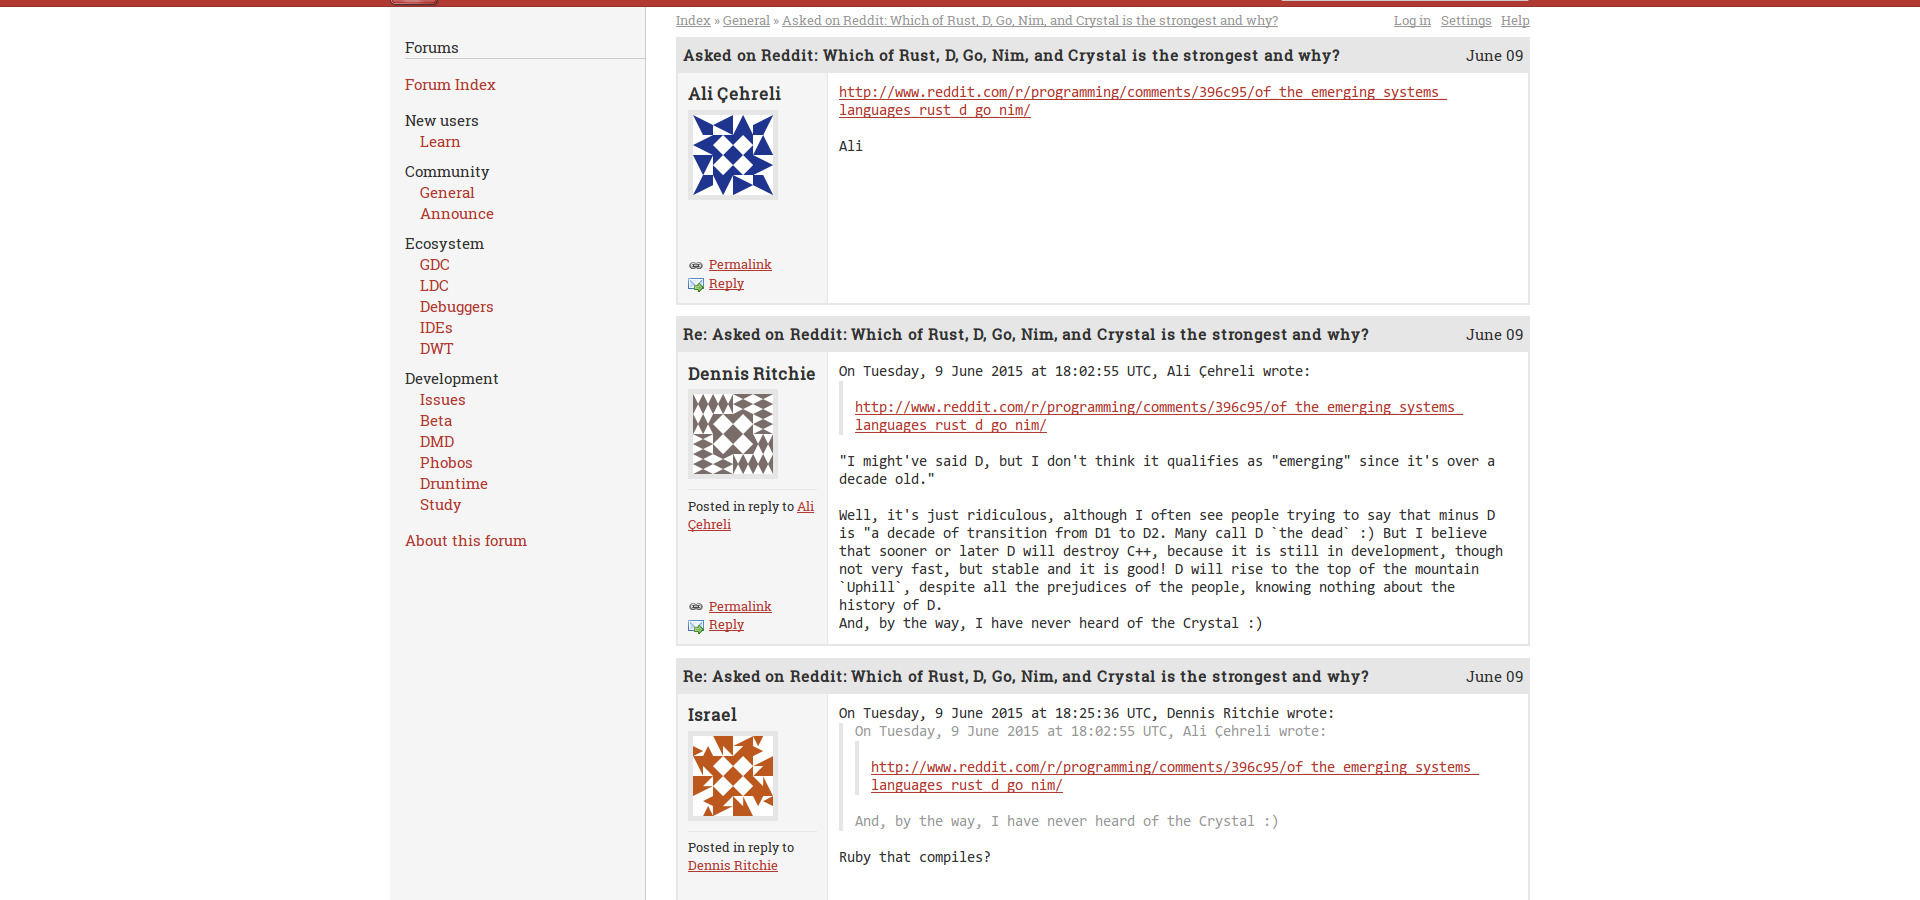 Index » General » Asked on Reddit: Which of Rust, D, Go, Nim, and Crystal is the strongest and why?
Log in Settings Help
Forums
Forum Index
New users
Learn
Community
General
Announce
Ecosystem
GDC
LDC
Debuggers
IDEs
DWT
Development
Issues
Beta
DMD
Phobos
Druntime
Study
About this forum
Asked on Reddit: Which of Rust, D, Go, Nim, and Crystal is the strongest and why? June 09
Ali Çehreli
http://www.reddit.com/r/programming/comments/396c95/of_the_emerging_systems_
languages_rust_d_go_nim/
Ali
Permalink
Reply
Re: Asked on Reddit: Which of Rust, D, Go, Nim, and Crystal is the strongest and why? June 09
Dennis Ritchie
Posted in reply to Ali
Çehreli
Permalink
Reply
On Tuesday, 9 June 2015 at 18:02:55 UTC, Ali Çehreli wrote:
http://www.reddit.com/r/programming/comments/396c95/of_the_emerging_systems_
languages_rust_d_go_nim/
"I might've said D, but I don't think it qualifies as "emerging" since it's over a
decade old."
Well, it's just ridiculous, although I often see people trying to say that minus D
is "a decade of transition from D1 to D2. Many call D `the dead` :) But I believe
that sooner or later D will destroy C++, because it is still in development, though
not very fast, but stable and it is good! D will rise to the top of the mountain
`Uphill`, despite all the prejudices of the people, knowing nothing about the
history of D.
And, by the way, I have never heard of the Crystal :)
Re: Asked on Reddit: Which of Rust, D, Go, Nim, and Crystal is the strongest and why? June 09
Israel
Posted in reply to
Dennis Ritchie
On Tuesday, 9 June 2015 at 18:25:36 UTC, Dennis Ritchie wrote:
On Tuesday, 9 June 2015 at 18:02:55 UTC, Ali Çehreli wrote:
http://www.reddit.com/r/programming/comments/396c95/of_the_emerging_systems_
languages_rust_d_go_nim/
And, by the way, I have never heard of the Crystal :)
Ruby that compiles?